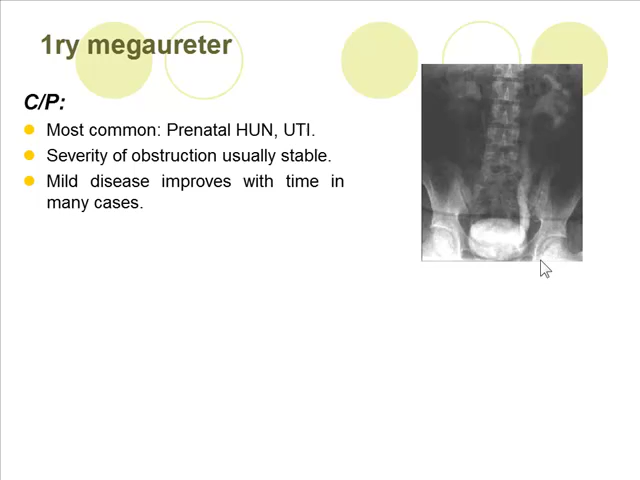 1ry megaureter
C/P:
Most common: Prenatal HUN, UTI.
Severity of obstruction usually stable.
Mild disease improves with time in
many cases.